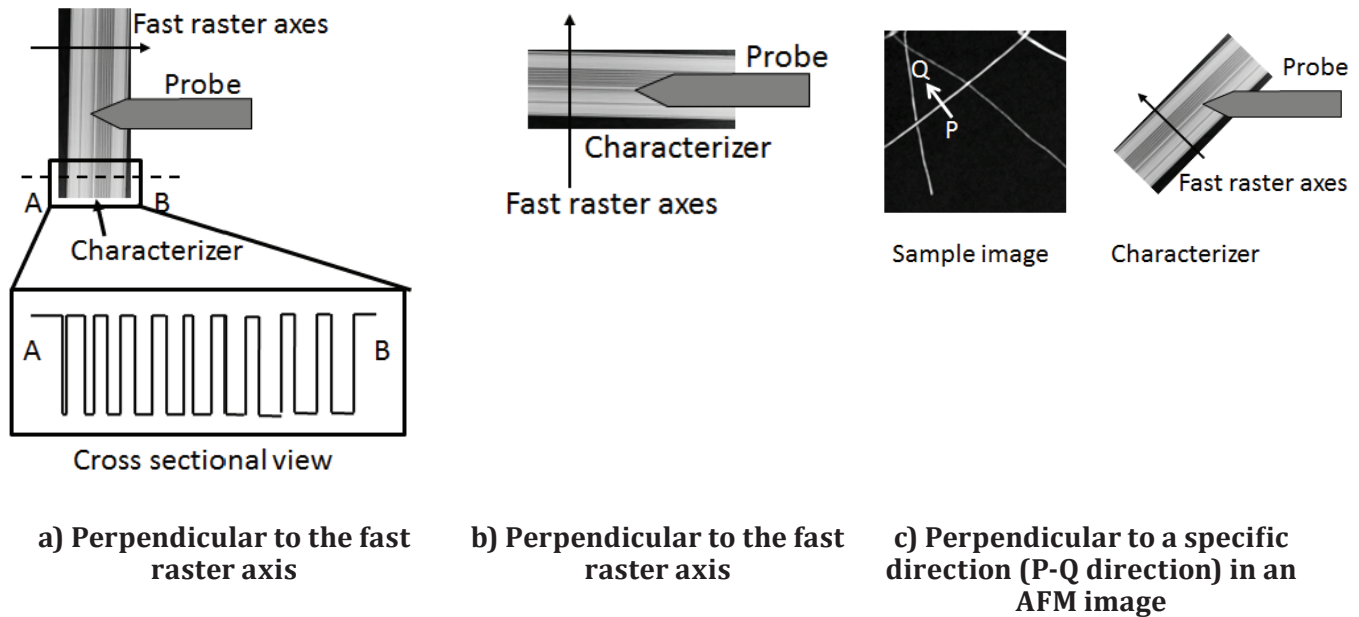 Fast raster axes
Probe
A
B
Characterizer
A
B
Cross sectional view
a) Perpendicular to the fast
raster axis
Probe
Characterizer
Fast raster axes
b) Perpendicular to the fast
raster axis
Q
P
Sample image
Probe
Fast raster axes
Characterizer
c) Perpendicular to a specific
direction (P-Q direction) in an
AFM image